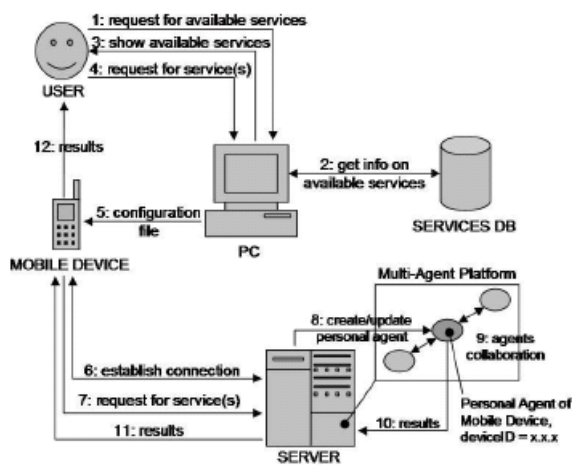 1: request for available services
3: show available services
4: request for service(s)
USER
12: results
2: get info on
available services
5: configuration
file
PC
SERVICES DB
MOBILE DEVICE
Multi-Agent Platform
8: create/update
personal agent
9: agents
collaboration
6: establish connection
7: request for service(s)
10: results
Personal Agent of
Mobile Device,
deviceID = x.x.x
11: results
SERVER